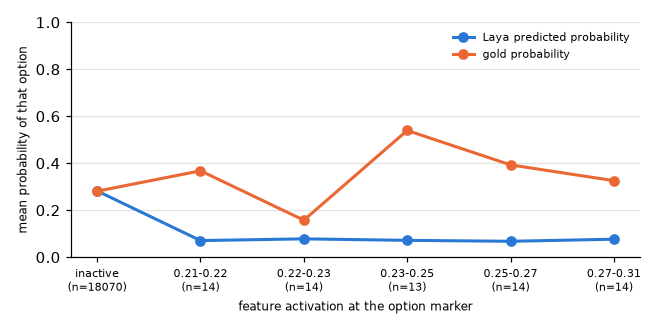 1.0
0.8
0.6
0.4
0.2
0.0
mean probability of that option
Laya predicted probability
gold probability
inactive
(n=18070)
0.21-0.22
(n=14)
0.22-0.23
(n=14)
0.23-0.25
(n=13)
0.25-0.27
(n=14)
0.27-0.31
(n=14)
feature activation at the option marker